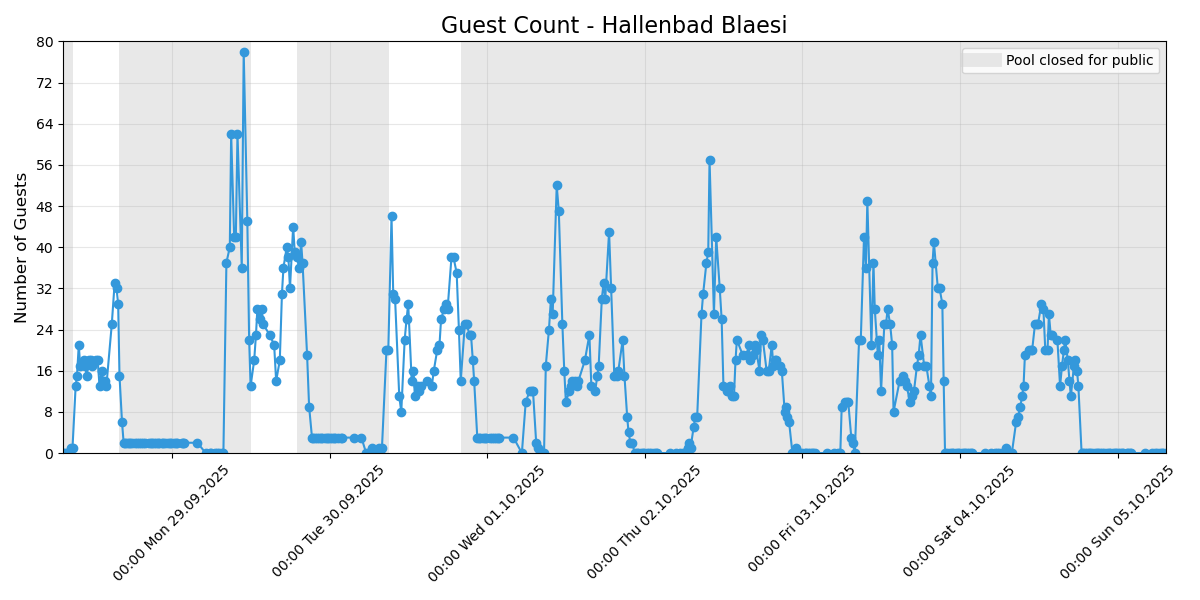 Guest Count - Hallenbad Blaesi
Pool closed for public
Number of Guests
80
72
64
56
48
40
32
24
16
8
0
00:00 Mon 29.09.2025
00:00 Tue 30.09.2025
00:00 Wed 01.10.2025
00:00 Thu 02.10.2025
00:00 Fri 03.10.2025
00:00 Sat 04.10.2025
00:00 Sun 05.10.2025